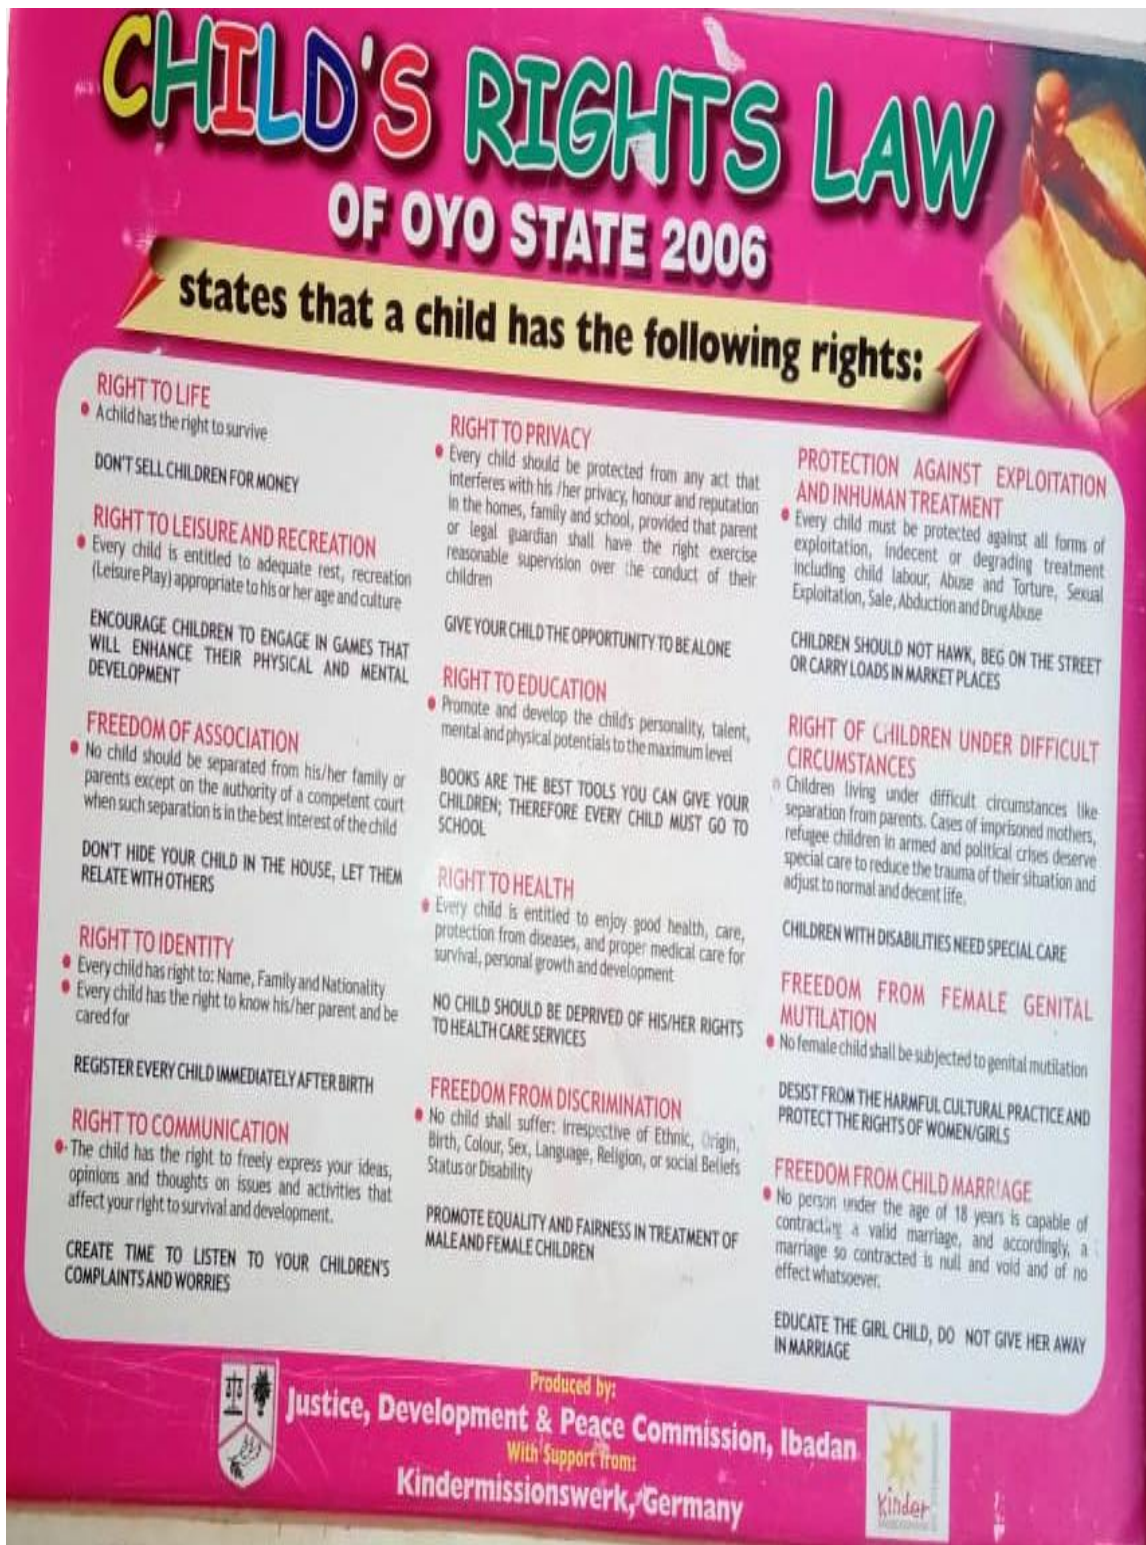 CHILD'S RIGHTS LAW
OF OYO STATE 2006
states that a child has the following rights:
RIGHT TO LIFE
• A child has the right to survive
DON'T SELL CHILDREN FOR MONEY
RIGHT TO LEISURE AND RECREATION
• Every child is entitled to adequate rest, recreation
(Leisure Play) appropriate to his or her age and culture
ENCOURAGE CHILDREN TO ENGAGE IN GAMES THAT
WILL ENHANCE THEIR PHYSICAL AND MENTAL
DEVELOPMENT
FREEDOM OF ASSOCIATION
• No child should be separated from his/her family or
parents except on the authority of a competent court
when such separation is in the best interest of the child
DON'T HIDE YOUR CHILD IN THE HOUSE, LET THEM
RELATE WITH OTHERS
RIGHT TO IDENTITY
• Every child has right to: Name, Family and Nationality
• Every child has the right to know his/her parent and be
cared for
REGISTER EVERY CHILD IMMEDIATELY AFTER BIRTH
RIGHT TO COMMUNICATION
• The child has the right to freely express your ideas,
opinions and thoughts on issues and activities that
affect your right to survival and development.
CREATE TIME TO LISTEN TO YOUR CHILDREN'S
COMPLAINTS AND WORRIES
RIGHT TO PRIVACY
• Every child should be protected from any act that
interferes with his /her privacy, honour and reputation
in the homes, family and school, provided that parent
or legal guardian shall have the right exercise
reasonable supervision over the conduct of their
children
GIVE YOUR CHILD THE OPPORTUNITY TO BE ALONE
RIGHT TO EDUCATION
• Promote and develop the child's personality, talent,
mental and physical potentials to the maximum level
BOOKS ARE THE BEST TOOLS YOU CAN GIVE YOUR
CHILDREN; THEREFORE EVERY CHILD MUST GO TO
SCHOOL
RIGHT TO HEALTH
• Every child is entitled to enjoy good health, care,
protection from diseases, and proper medical care for
survival, personal growth and development
NO CHILD SHOULD BE DEPRIVED OF HIS/HER RIGHTS
TO HEALTH CARE SERVICES
FREEDOM FROM DISCRIMINATION
• No child shall suffer: Irrespective of Ethnic, Origin,
Birth, Colour, Sex, Language, Religion, or social Beliefs
Status or Disability
PROMOTE EQUALITY AND FAIRNESS IN TREATMENT OF
MALE AND FEMALE CHILDREN
PROTECTION AGAINST EXPLOITATION
AND INHUMAN TREATMENT
• Every child must be protected against all forms of
exploitation, indecent or degrading treatment
including child labour, Abuse and Torture, Sexual
Exploitation, Sale, Abduction and Drug Abuse
CHILDREN SHOULD NOT HAWK, BEG ON THE STREET
OR CARRY LOADS IN MARKET PLACES
RIGHT OF CHILDREN UNDER DIFFICULT
CIRCUMSTANCES
• Children living under difficult circumstances like
separation from parents. Cases of imprisoned mothers,
refugee children in armed and political crises deserve
special care to reduce the trauma of their situation and
adjust to normal and decent life.
CHILDREN WITH DISABILITIES NEED SPECIAL CARE
FREEDOM FROM FEMALE GENITAL
MUTILATION
• No female child shall be subjected to genital mutilation
DESIST FROM THE HARMFUL CULTURAL PRACTICE AND
PROTECT THE RIGHTS OF WOMEN/GIRLS
FREEDOM FROM CHILD MARRIAGE
• No person under the age of 18 years is capable of
contracting a valid marriage, and accordingly, a
marriage so contracted is null and void and of no
effect whatsoever.
EDUCATE THE GIRL CHILD, DO NOT GIVE HER AWAY
IN MARRIAGE
Produced by:
Justice, Development & Peace Commission, Ibadan
With Support from:
Kindermissionswerk, Germany
Kinder